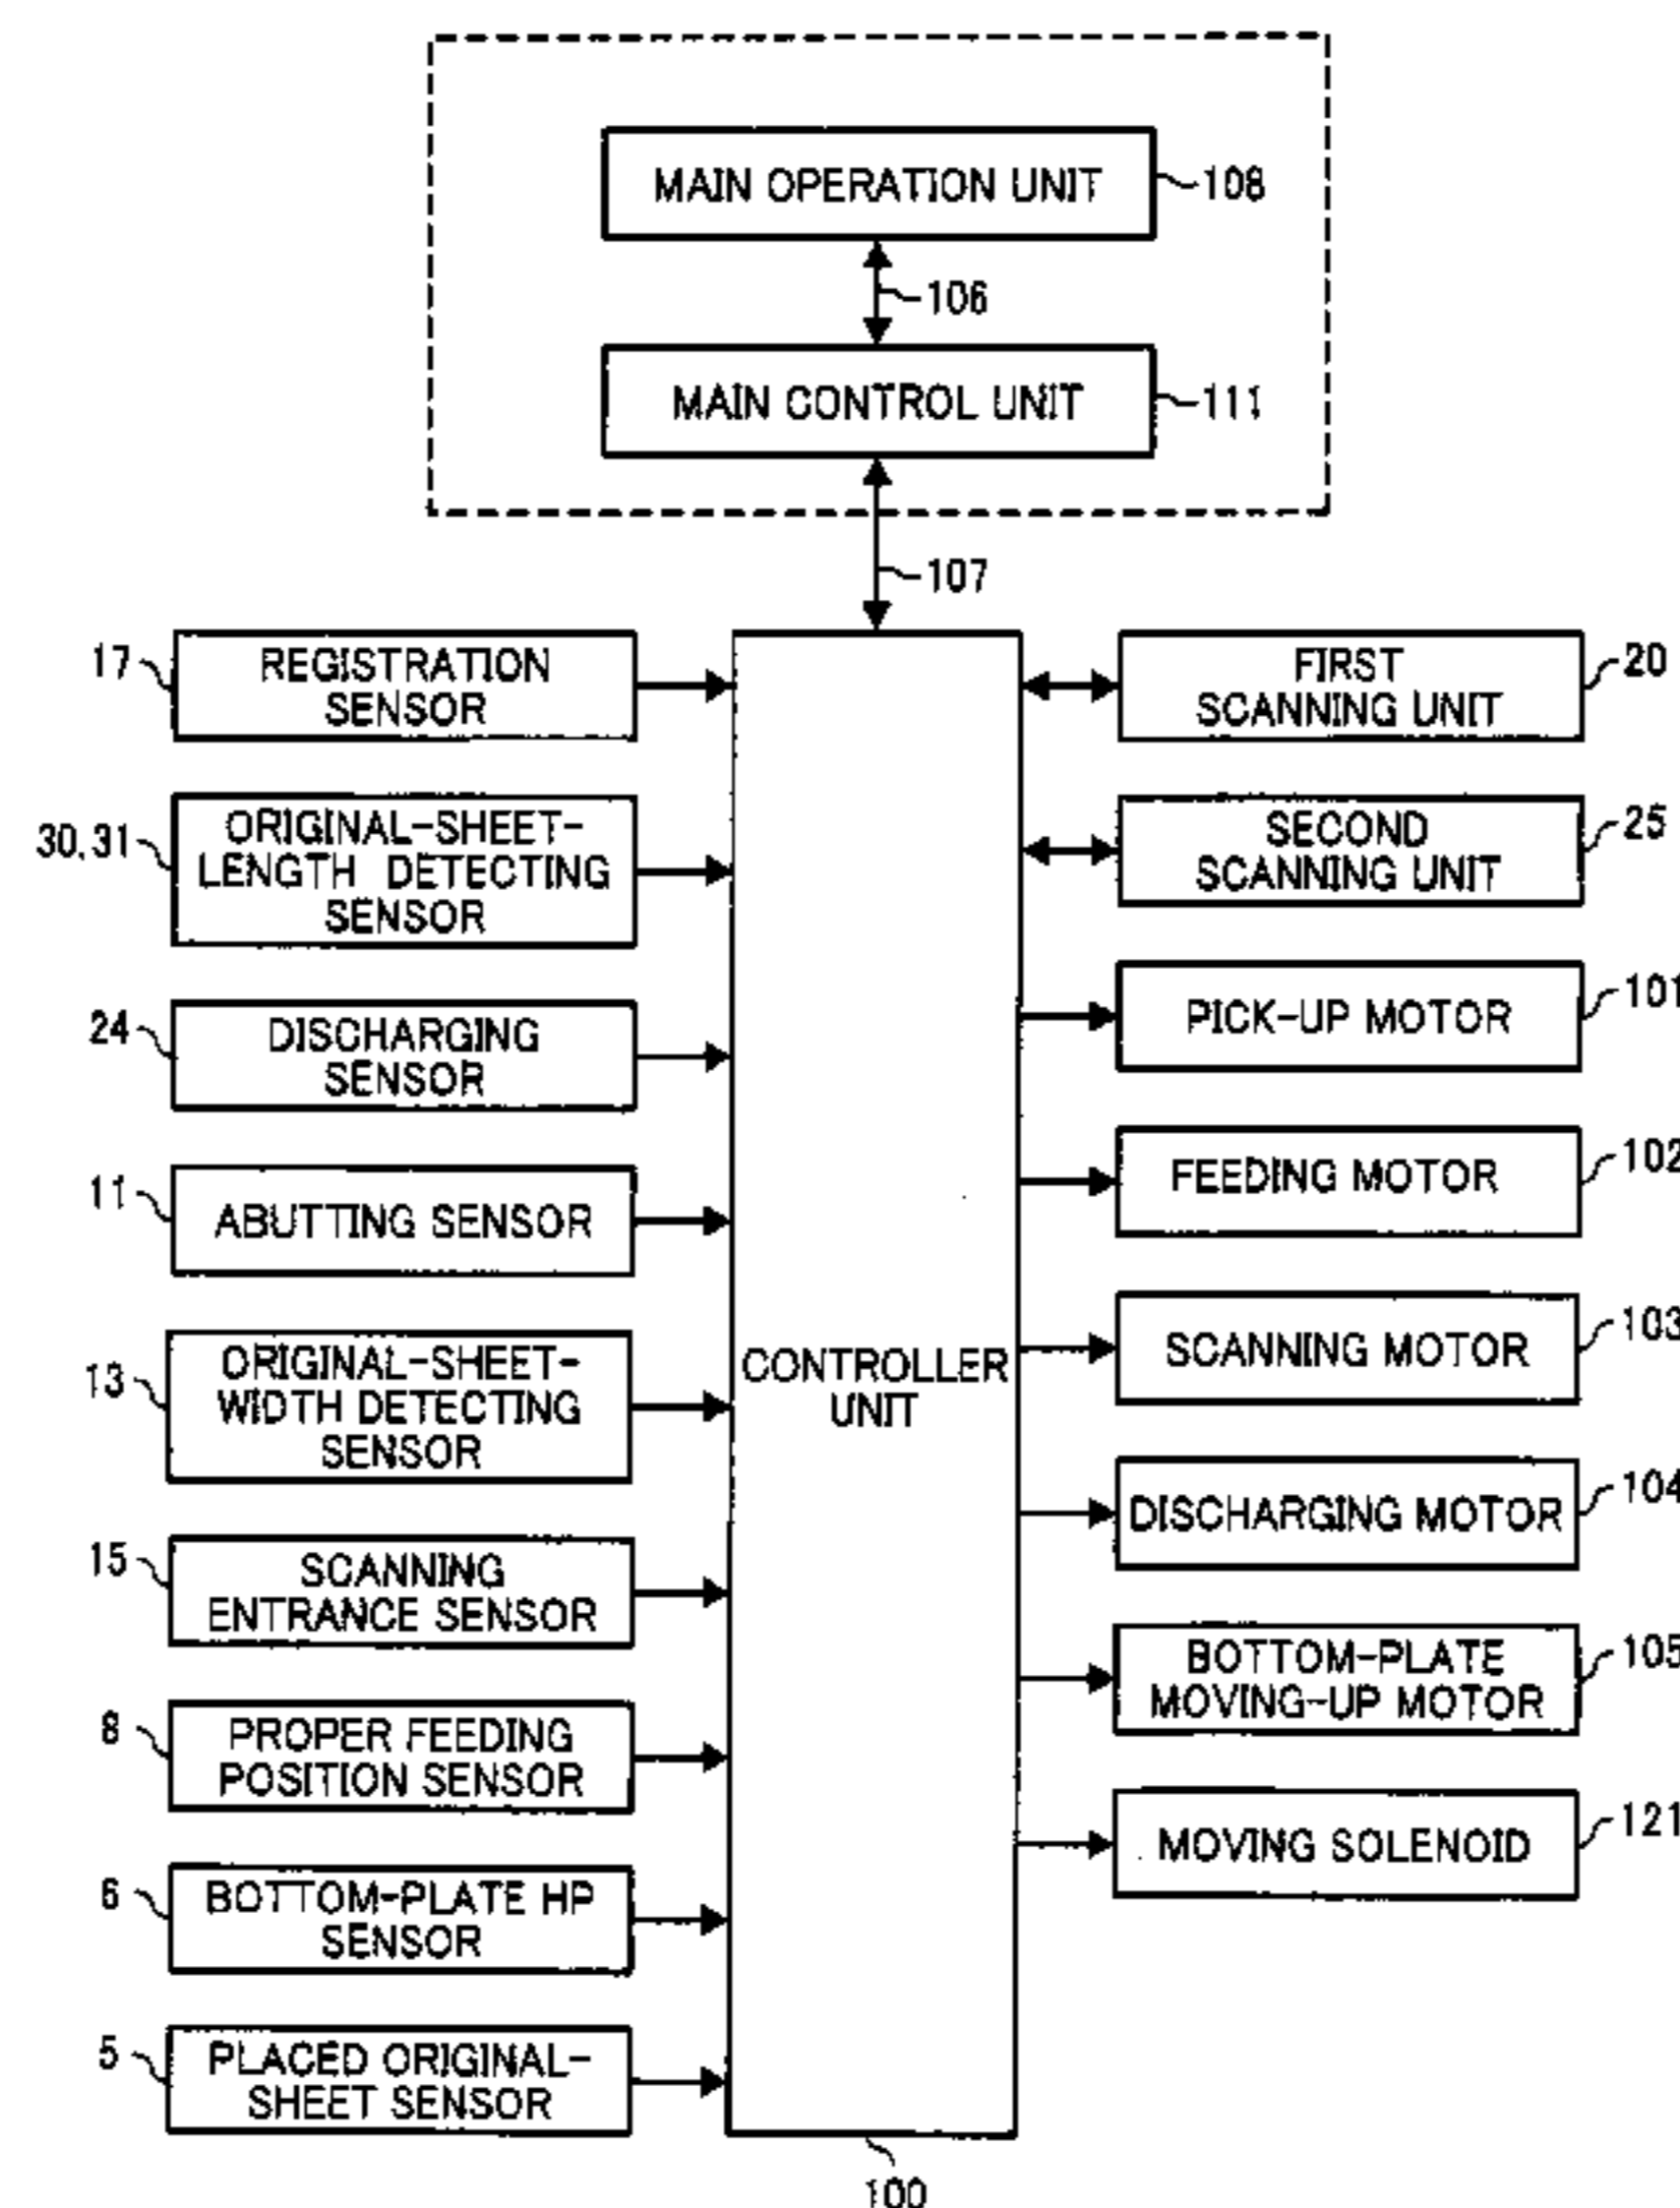 MAIN OPERATION UNIT
108
106
MAIN CONTROL UNIT
111
107
17
REGISTRATION
SENSOR
30,31
ORIGINAL-SHEET-
LENGTH DETECTING
SENSOR
24
DISCHARGING
SENSOR
11
ABUTTING SENSOR
13
ORIGINAL-SHEET-
WIDTH DETECTING
SENSOR
15
SCANNING
ENTRANCE SENSOR
8
PROPER FEEDING
POSITION SENSOR
6
BOTTOM-PLATE HP
SENSOR
5
PLACED ORIGINAL-
SHEET SENSOR
CONTROLLER
UNIT
100
FIRST
SCANNING UNIT
20
SECOND
SCANNING UNIT
25
PICK-UP MOTOR
101
FEEDING MOTOR
102
SCANNING MOTOR
103
DISCHARGING MOTOR
104
BOTTOM-PLATE
MOVING-UP MOTOR
105
MOVING SOLENOID
121